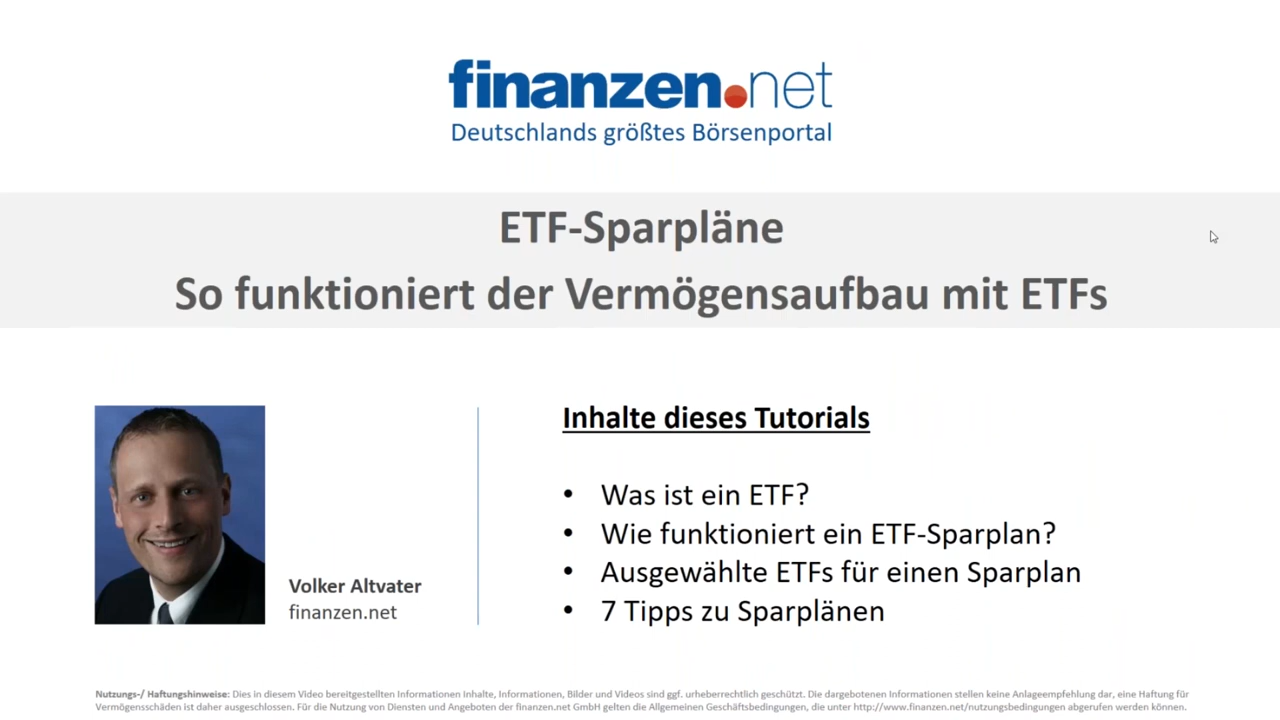 finanzen.net
Deutschlands größtes Börsenportal
ETF-Sparpläne
So funktioniert der Vermögensaufbau mit ETFs
Volker Altvater
finanzen.net
Inhalte dieses Tutorials
• Was ist ein ETF?
• Wie funktioniert ein ETF-Sparplan?
• Ausgewählte ETFs für einen Sparplan
• 7 Tipps zu Sparplänen
Nutzungs-/ Haftungshinweise: Dies in diesem Video bereitgestellten Informationen Inhalte, Informationen, Bilder und Videos sind ggf. urheberrechtlich geschützt. Die dargebotenen Informationen stellen keine Anlageempfehlung dar, eine Haftung für
Vermögensschäden ist daher ausgeschlossen. Für die Nutzung von Diensten und Angeboten der finanzen.net GmbH gelten die Allgemeinen Geschäftsbedingungen, die unter http://www.finanzen.net/nutzungsbedingungen abgerufen werden können.